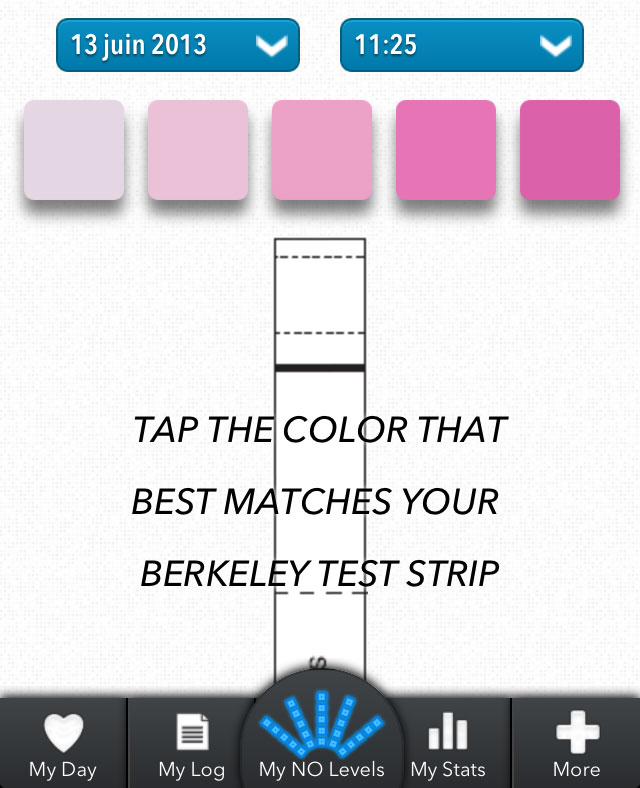 13 juin 2013
11:25
TAP THE COLOR THAT
BEST MATCHES YOUR
BERKELEY TEST STRIP
My Day
My Log
My NO Levels
My Stats
More